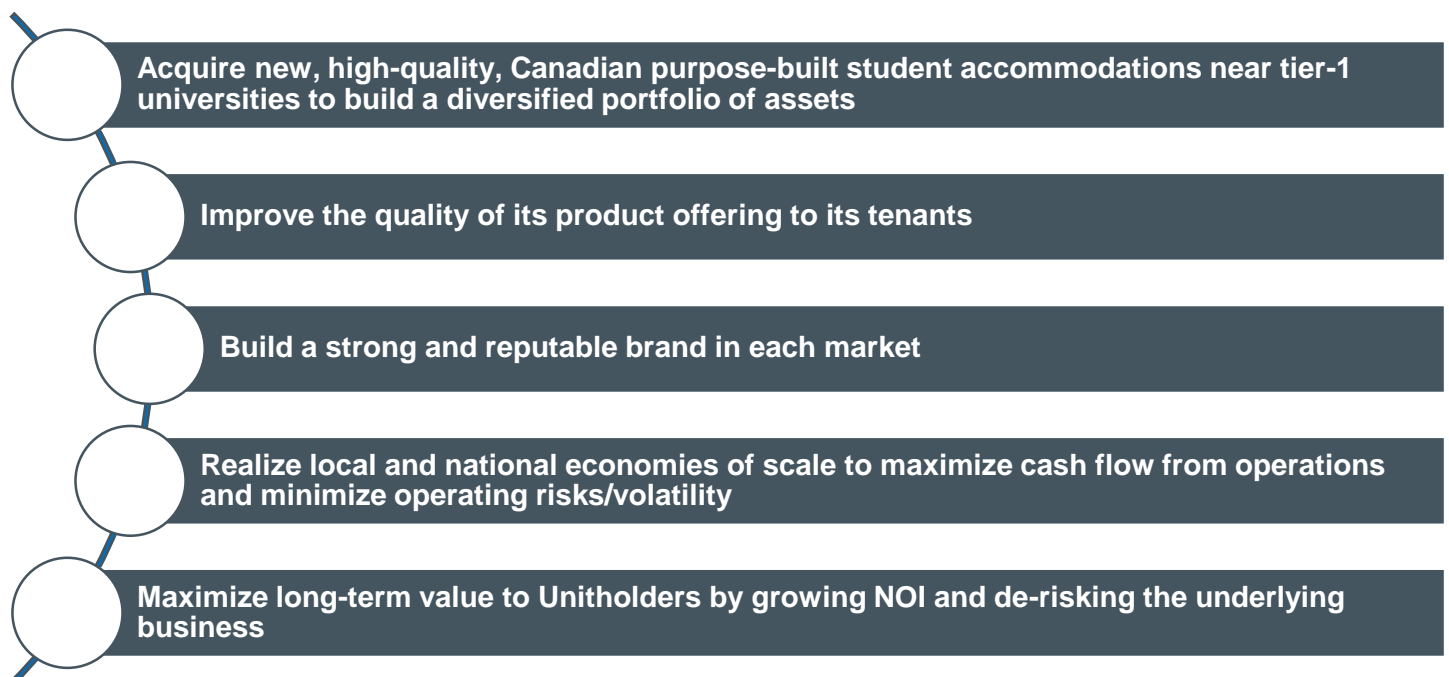 Acquire new, high-quality, Canadian purpose-built student accommodations near tier-1
universities to build a diversified portfolio of assets
Improve the quality of its product offering to its tenants
Build a strong and reputable brand in each market
Realize local and national economies of scale to maximize cash flow from operations
and minimize operating risks/volatility
Maximize long-term value to Unitholders by growing NOI and de-risking the underlying
business